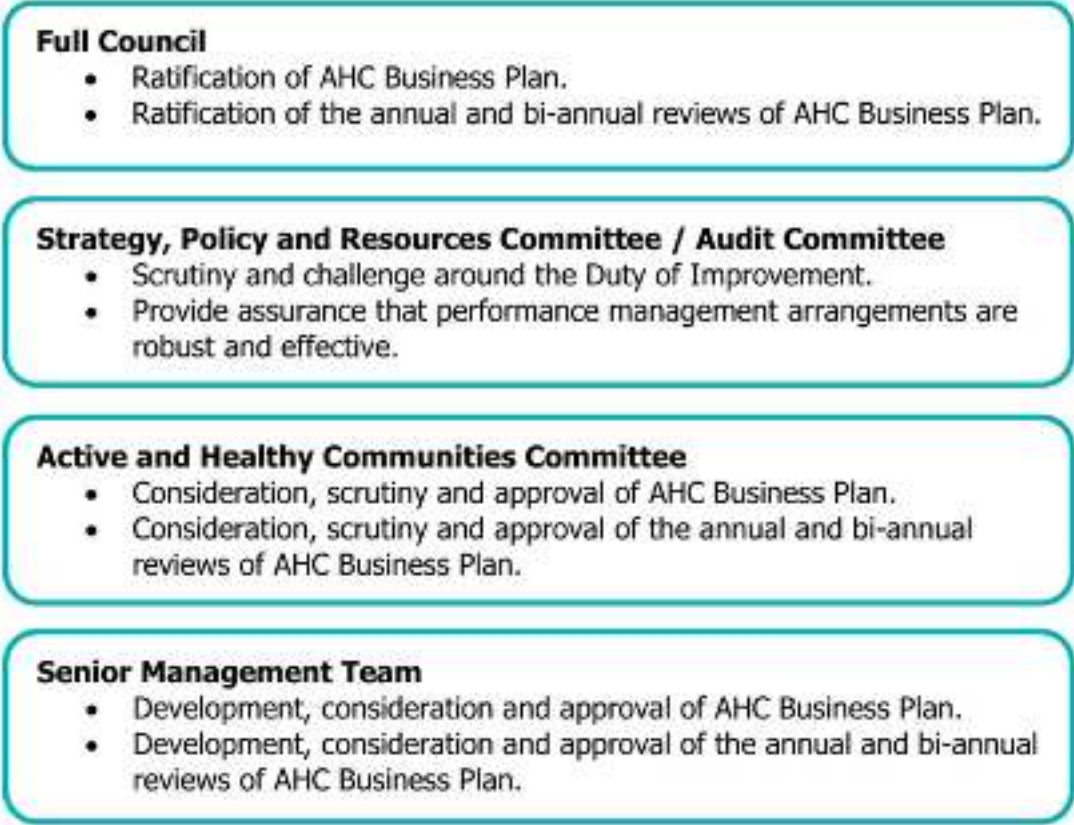 Full Council
• Ratification of AHC Business Plan.
• Ratification of the annual and bi-annual reviews of AHC Business Plan.
Strategy, Policy and Resources Committee / Audit Committee
• Scrutiny and challenge around the Duty of Improvement.
• Provide assurance that performance management arrangements are
robust and effective.
Active and Healthy Communities Committee
• Consideration, scrutiny and approval of AHC Business Plan.
• Consideration, scrutiny and approval of the annual and bi-annual
reviews of AHC Business Plan.
Senior Management Team
• Development, consideration and approval of AHC Business Plan.
• Development, consideration and approval of the annual and bi-annual
reviews of AHC Business Plan.